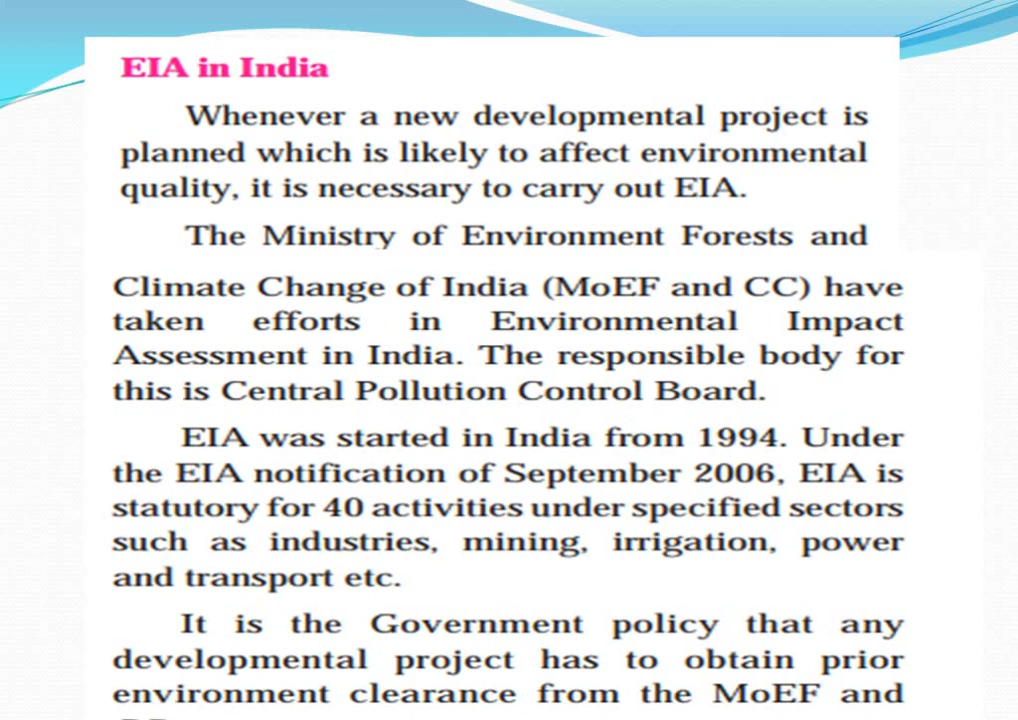 EIA in India
Whenever a new developmental project is
planned which is likely to affect environmental
quality, it is necessary to carry out EIA.
The Ministry of Environment Forests and
Climate Change of India (MoEF and CC) have
taken efforts in Environmental Impact
Assessment in India. The responsible body for
this is Central Pollution Control Board.
EIA was started in India from 1994. Under
the EIA notification of September 2006, EIA is
statutory for 40 activities under specified sectors
such as industries, mining, irrigation, power
and transport etc.
It is the Government policy that any
developmental project has to obtain prior
environment clearance from the MoEF and